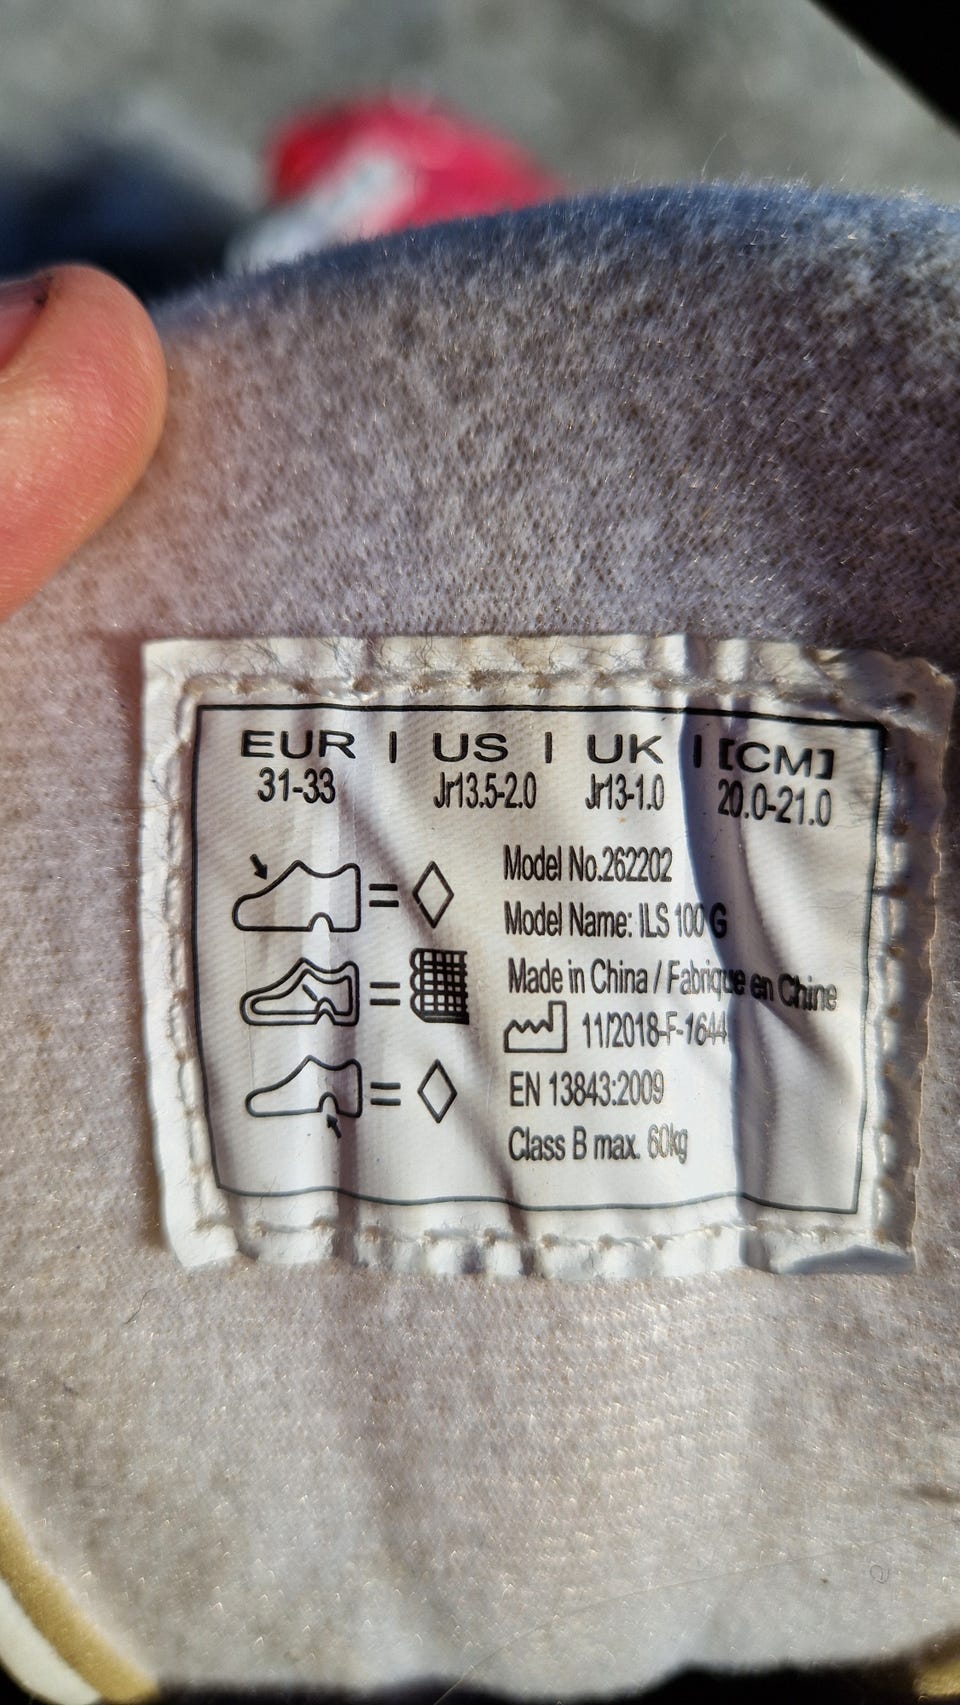 EUR | US | UK | [CM]
31-33 Jr13.5-2.0 Jr13-1.0 20.0-21.0
Model No.262202
Model Name: ILS 100 G
Made in China / Fabrique en Chine
11/2018-F-1644
EN 13843:2009
Class B max. 60kg